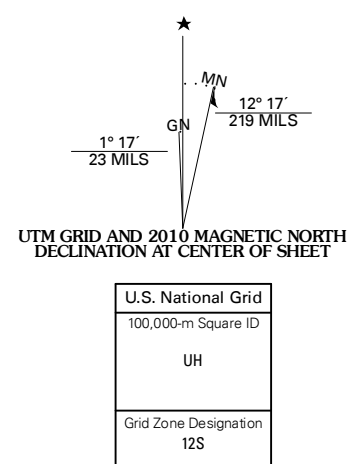 ★
MN
GN
12° 17´
219 MILS
1° 17´
23 MILS
UTM GRID AND 2010 MAGNETIC NORTH
DECLINATION AT CENTER OF SHEET
U.S. National Grid
100,000-m Square ID
UH
Grid Zone Designation
12S